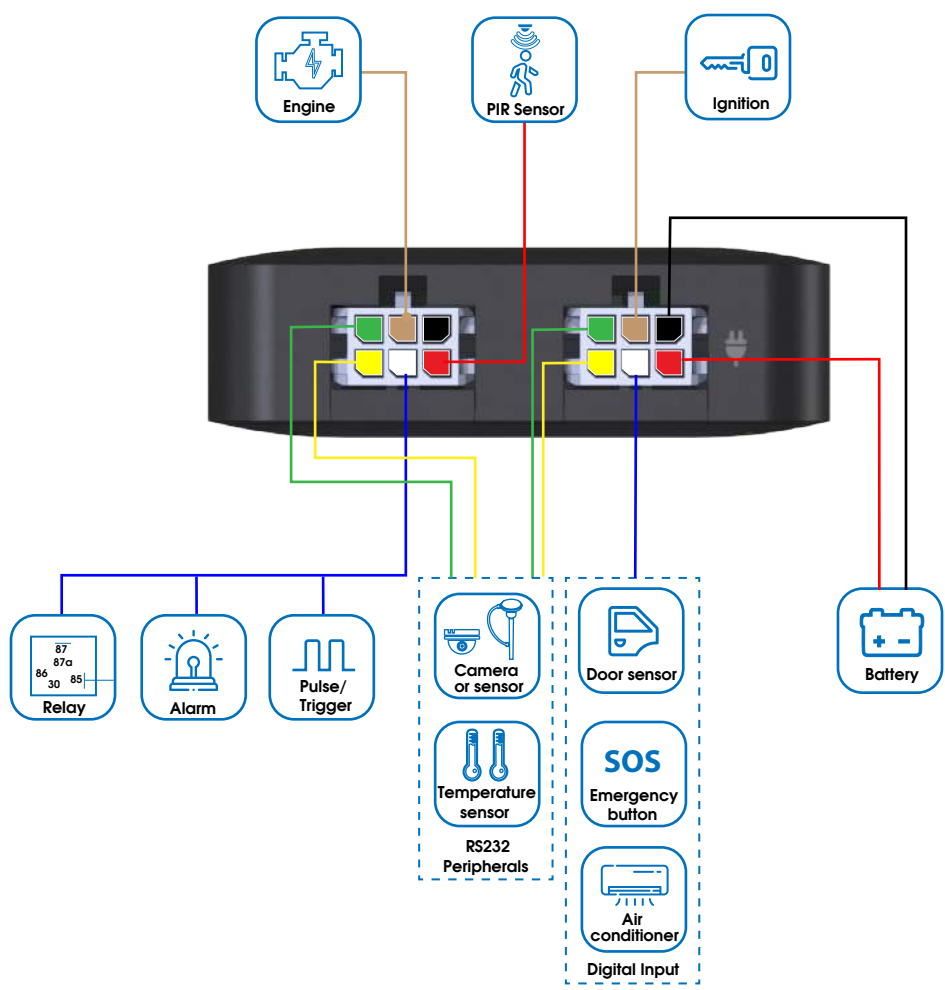 Engine
PIR Sensor
Ignition
87
87a
86
30
85
Relay
Alarm
Pulse/
Trigger
Camera
or sensor
Temperature
sensor
RS232
Peripherals
Door sensor
SOS
Emergency
button
Air
conditioner
Digital Input
+ -
Battery